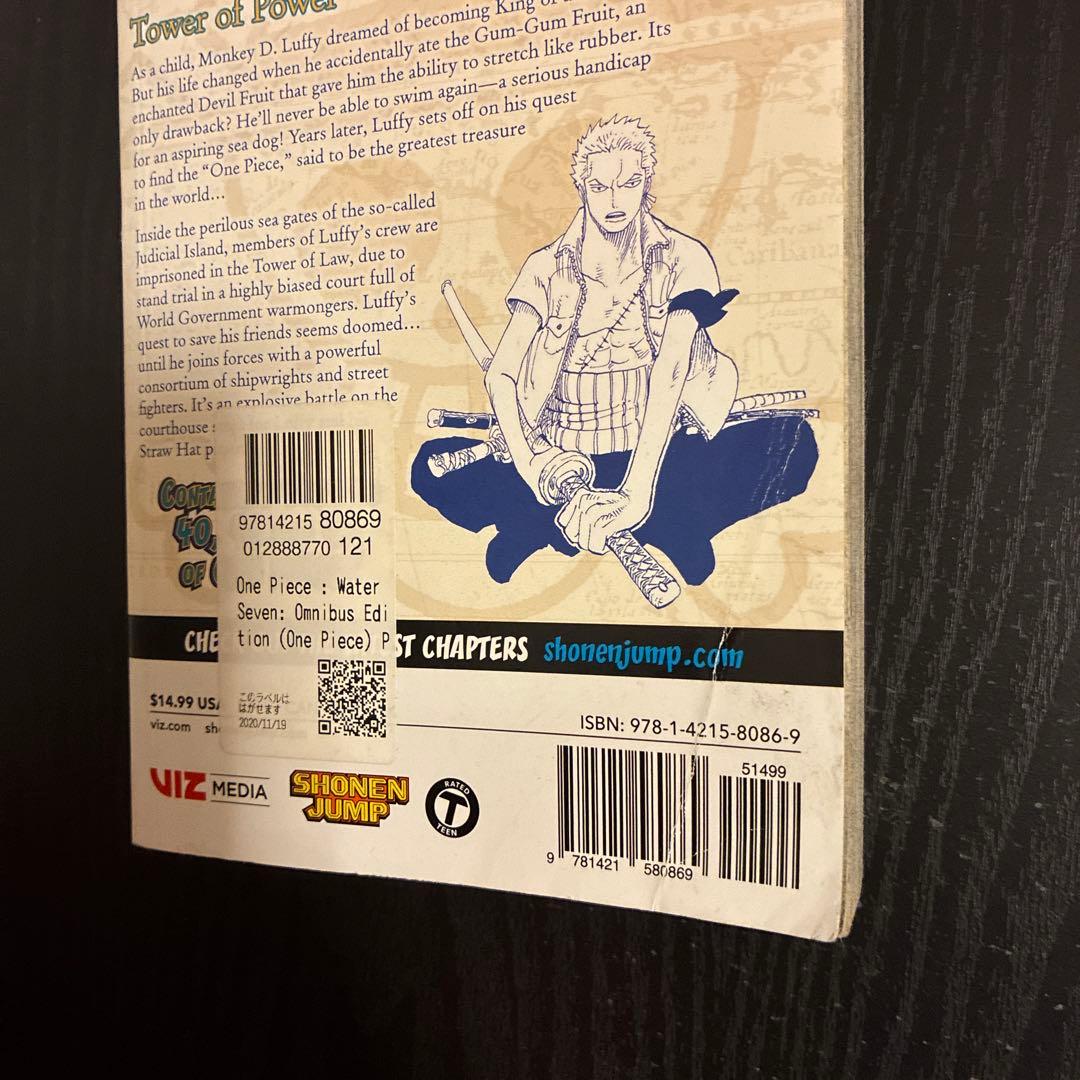 Tower of Power
As a child, Monkey D. Luffy dreamed of becoming King of
But his life changed when he accidentally ate the Gum-Gum Fruit, an
enchanted Devil Fruit that gave him the ability to stretch like rubber. Its
only drawback? He'll never be able to swim again—a serious handicap
for an aspiring sea dog! Years later, Luffy sets off on his quest
to find the "One Piece," said to be the greatest treasure
in the world...
Inside the perilous sea gates of the so-called
Judicial Island, members of Luffy's crew are
imprisoned in the Tower of Law, due to
stand trial in a highly biased court full of
World Government warmongers. Luffy's
quest to save his friends seems doomed...
until he joins forces with a powerful
consortium of shipwrights and street
fighters. It's an explosive battle on the
courthouse
Straw Hat p
CONTA
40,
OF
97814215 80869
012888770 121
One Piece : Water
Seven: Omnibus Edi
tion (One Piece) P
このラベルは
はがせます
2020/11/19
CHE ST CHAPTERS shonenjump.com
$14.99 USA
viz.com sh
ISBN: 978-1-4215-8086-9
51499
VIZ MEDIA
SHONEN
JUMP
RATED
T
TEEN
9 781421 580869